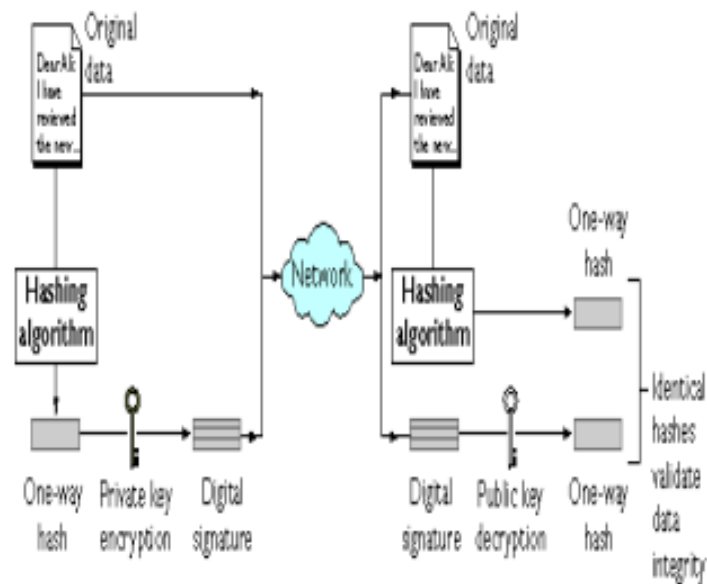 Original
data
Dear Ali:
I have
reviewed
the new...
Hashing
algorithm
One-way
hash
Private key
encryption
Digital
signature
Network
Original
data
Dear Ali:
I have
reviewed
the new...
Hashing
algorithm
One-way
hash
Digital
signature
Public key
decryption
One-way
hash
Identical
hashes
validate
data
integrity